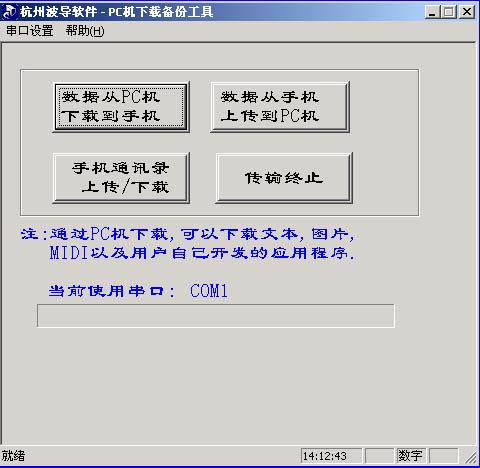 杭州波导软件 - PC机下载备份工具
串口设置 帮助(H)
数据从PC机
下载到手机
数据从手机
上传到PC机
手机通讯录
上传/下载
传输终止
注:通过PC机下载,可以下载文本,图片,
MIDI以及用户自己开发的应用程序.
当前使用串口: COM1
就绪 14:12:43 数字